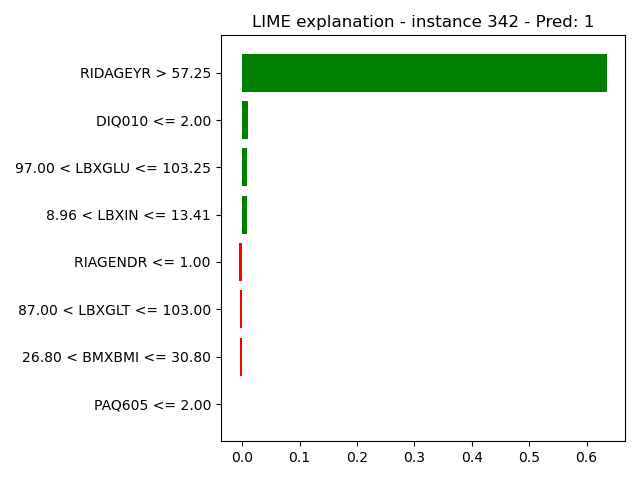 LIME explanation - instance 342 - Pred: 1
RIDAGEYR > 57.25
DIQ010 <= 2.00
97.00 < LBXGLU <= 103.25
8.96 < LBXIN <= 13.41
RIAGENDR <= 1.00
87.00 < LBXGLT <= 103.00
26.80 < BMXBMI <= 30.80
PAQ605 <= 2.00
0.0 0.1 0.2 0.3 0.4 0.5 0.6